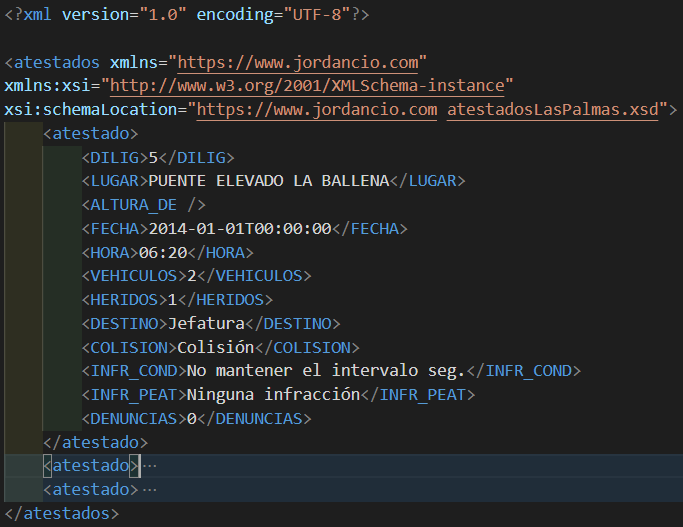 <?xml version="1.0" encoding="UTF-8"?>
<atestados xmlns="https://www.jordancio.com"
xmlns:xsi="http://www.w3.org/2001/XMLSchema-instance"
xsi:schemaLocation="https://www.jordancio.com atestadosLasPalmas.xsd">
<atestado>
<DILIG>5</DILIG>
<LUGAR>PUENTE ELEVADO LA BALLENA</LUGAR>
<ALTURA_DE />
<FECHA>2014-01-01T00:00:00</FECHA>
<HORA>06:20</HORA>
<VEHICULOS>2</VEHICULOS>
<HERIDOS>1</HERIDOS>
<DESTINO>Jefatura</DESTINO>
<COLISION>Colisión</COLISION>
<INFR_COND>No mantener el intervalo seg.</INFR_COND>
<INFR_PEAT>Ninguna infracción</INFR_PEAT>
<DENUNCIAS>0</DENUNCIAS>
</atestado>
<atestado>···
<atestado>···
</atestados>